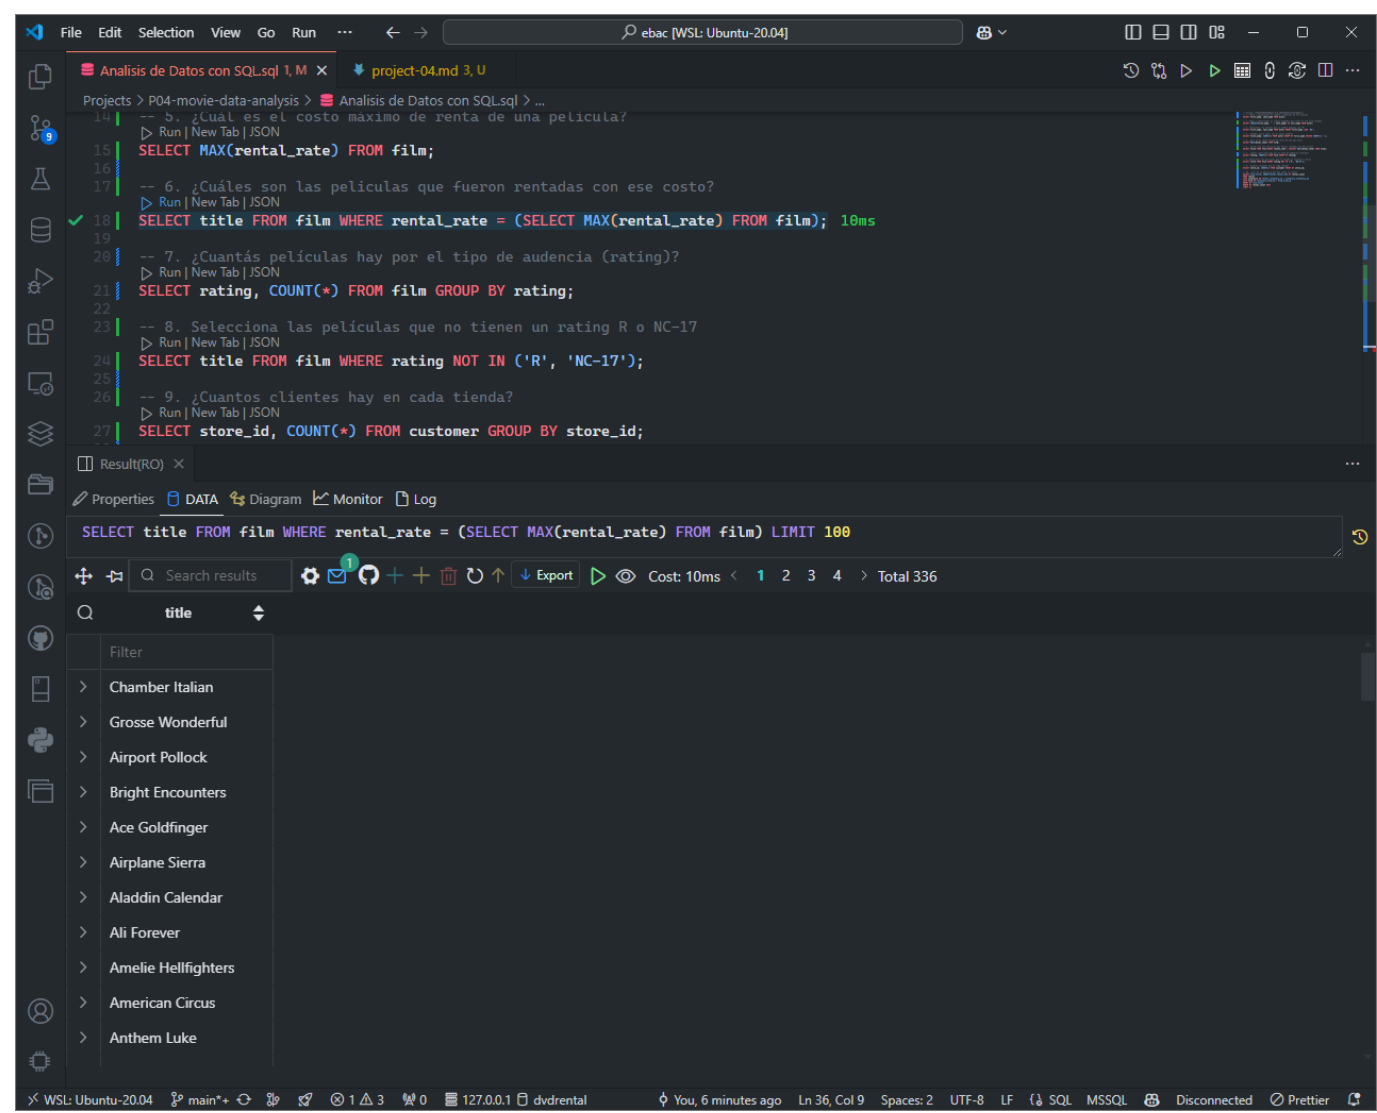 File Edit Selection View Go Run ··· ebac [WSL: Ubuntu-20.04]
Analisis de Datos con SQL.sql 1, M project-04.md 3, U
Projects > P04-movie-data-analysis > Analisis de Datos con SQL.sql > ...
14 -- 5. ¿Cuál es el costo máximo de renta de una película?
Run | New Tab | JSON
15 SELECT MAX(rental_rate) FROM film;
16
17 -- 6. ¿Cuáles son las peliculas que fueron rentadas con ese costo?
Run | New Tab | JSON
18 SELECT title FROM film WHERE rental_rate = (SELECT MAX(rental_rate) FROM film); 10ms
19
20 -- 7. ¿Cuantás películas hay por el tipo de audencia (rating)?
Run | New Tab | JSON
21 SELECT rating, COUNT(*) FROM film GROUP BY rating;
22
23 -- 8. Selecciona las películas que no tienen un rating R o NC-17
Run | New Tab | JSON
24 SELECT title FROM film WHERE rating NOT IN ('R', 'NC-17');
25
26 -- 9. ¿Cuantos clientes hay en cada tienda?
Run | New Tab | JSON
27 SELECT store_id, COUNT(*) FROM customer GROUP BY store_id;
Result(RO)
Properties DATA Diagram Monitor Log
SELECT title FROM film WHERE rental_rate = (SELECT MAX(rental_rate) FROM film) LIMIT 100
Search results 1 Export Cost: 10ms < 1 2 3 4 > Total 336
title
Filter
Chamber Italian
Grosse Wonderful
Airport Pollock
Bright Encounters
Ace Goldfinger
Airplane Sierra
Aladdin Calendar
Ali Forever
Amelie Hellfighters
American Circus
Anthem Luke
9
WSL: Ubuntu-20.04 main*+ 1 3 0 127.0.0.1 dvdrental You, 6 minutes ago Ln 36, Col 9 Spaces: 2 UTF-8 LF SQL MSSQL Disconnected Prettier